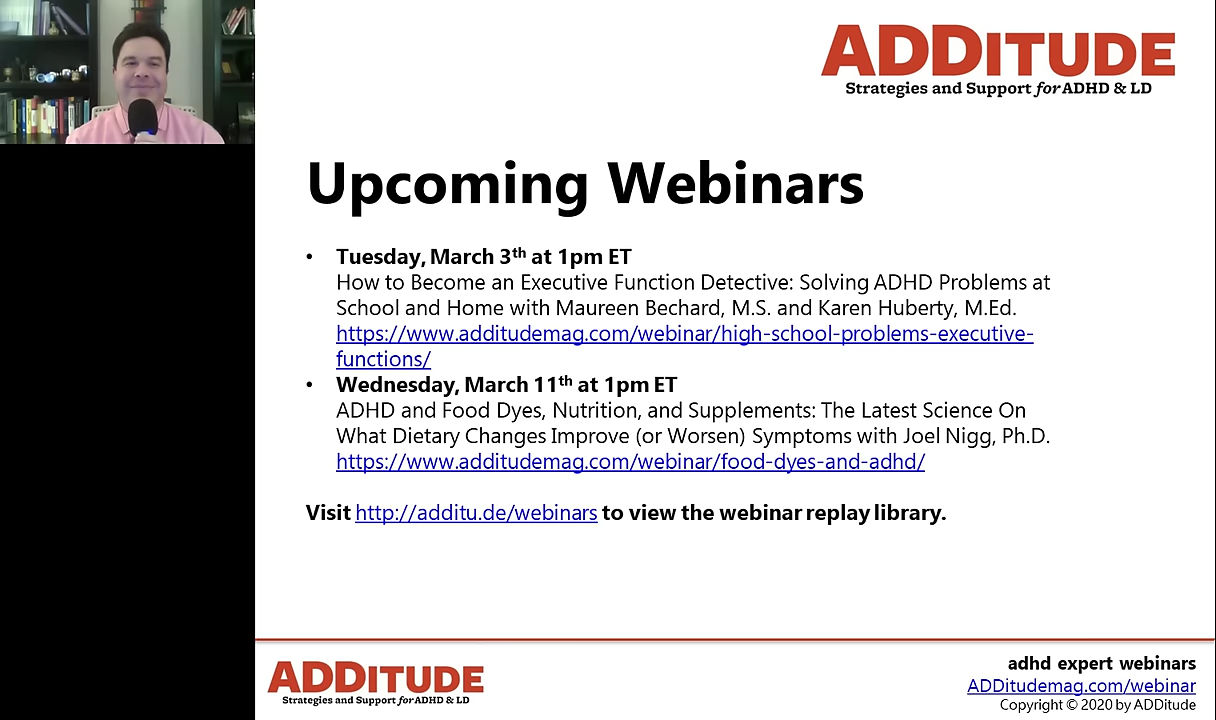 ADDITUDE
Strategies and Support for ADHD & LD
Upcoming Webinars
• Tuesday, March 3th at 1pm ET
How to Become an Executive Function Detective: Solving ADHD Problems at
School and Home with Maureen Bechard, M.S. and Karen Huberty, M.Ed.
https://www.additudemag.com/webinar/high-school-problems-executive-
functions/
• Wednesday, March 11th at 1pm ET
ADHD and Food Dyes, Nutrition, and Supplements: The Latest Science On
What Dietary Changes Improve (or Worsen) Symptoms with Joel Nigg, Ph.D.
https://www.additudemag.com/webinar/food-dyes-and-adhd/
Visit http://additu.de/webinars to view the webinar replay library.
ADDITUDE
Strategies and Support for ADHD & LD
adhd expert webinars
ADDitudemag.com/webinar
Copyright © 2020 by ADDitude